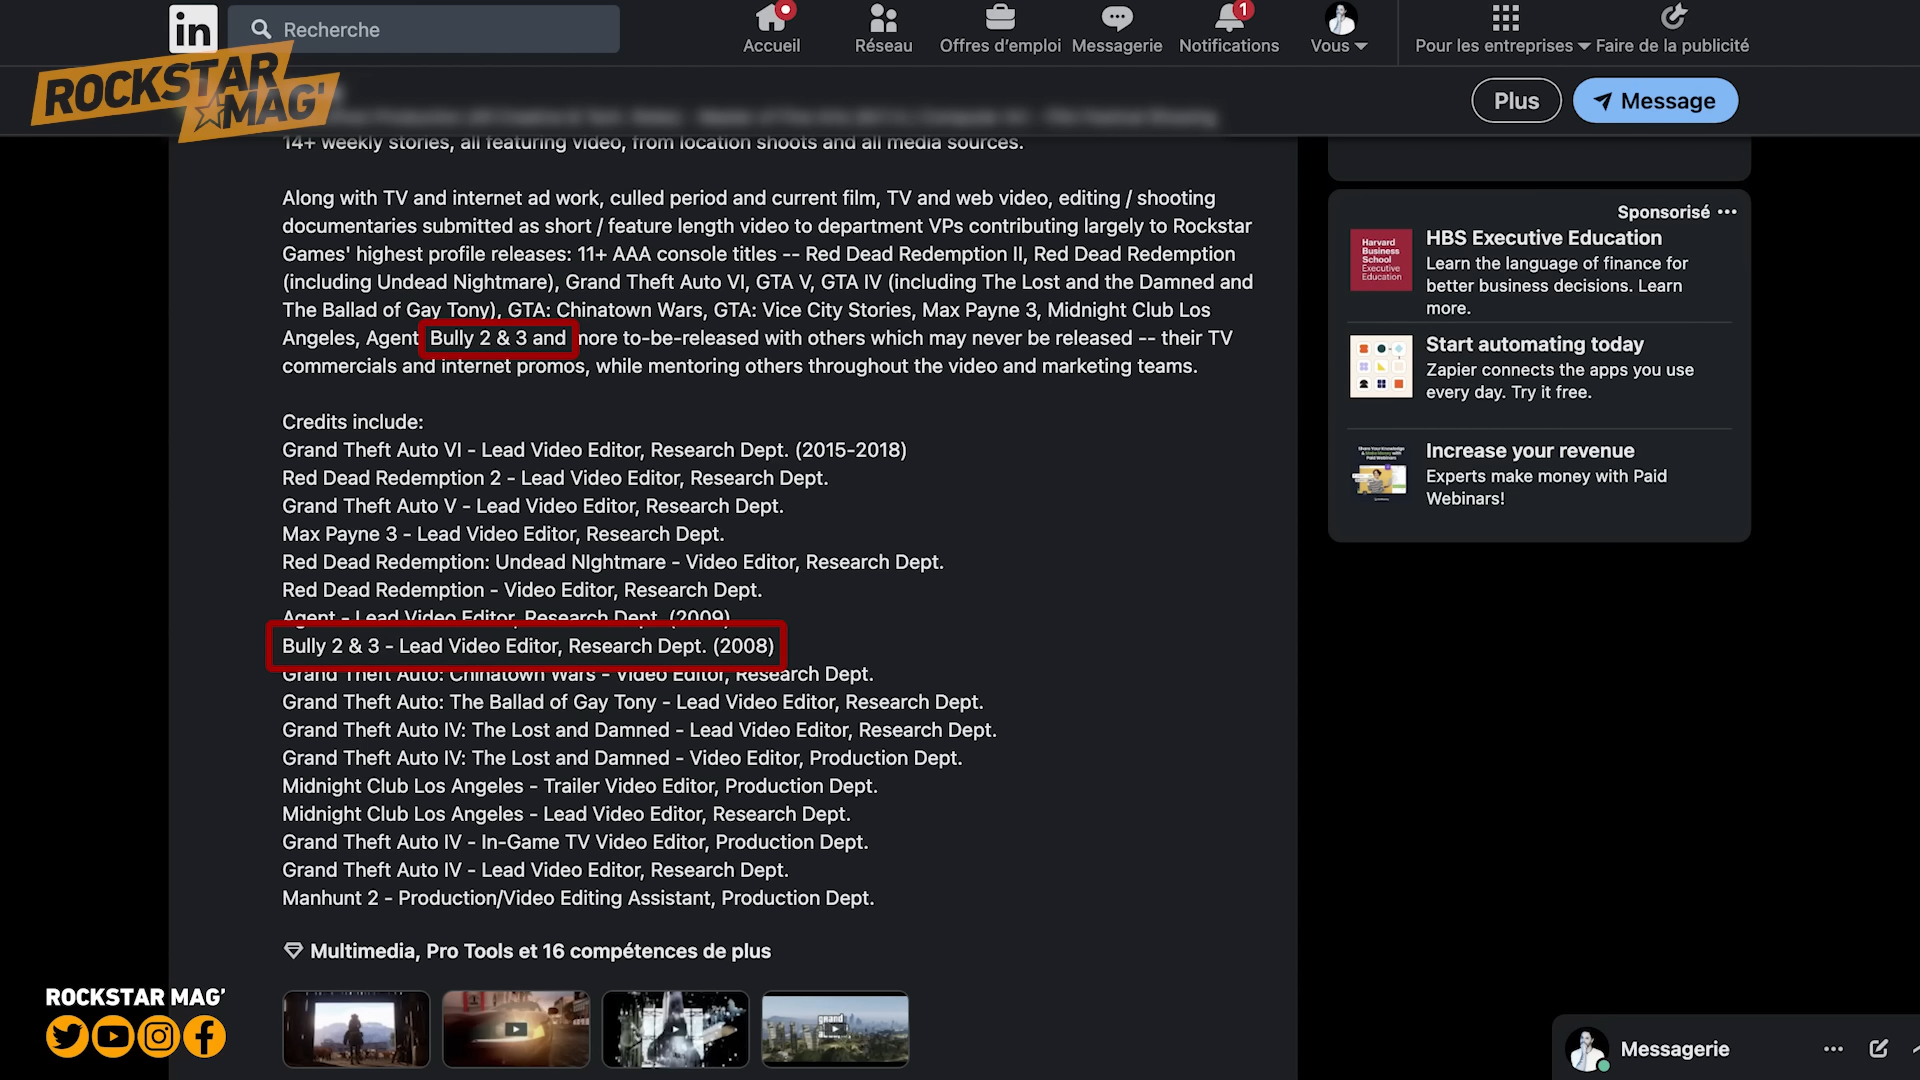 in
Recherche
Accueil
Réseau
Offres d'emploi
Messagerie
1
Notifications
Vous
Pour les entreprises
Faire de la publicité
ROCKSTAR
MAG'
Plus
Message
14+ weekly stories, all featuring video, from location shoots and all media sources.
Along with TV and internet ad work, culled period and current film, TV and web video, editing / shooting
documentaries submitted as short / feature length video to department VPs contributing largely to Rockstar
Games' highest profile releases: 11+ AAA console titles -- Red Dead Redemption II, Red Dead Redemption
(including Undead Nightmare), Grand Theft Auto VI, GTA V, GTA IV (including The Lost and the Damned and
The Ballad of Gay Tony), GTA: Chinatown Wars, GTA: Vice City Stories, Max Payne 3, Midnight Club Los
Angeles, Agent Bully 2 & 3 and more to-be-released with others which may never be released -- their TV
commercials and internet promos, while mentoring others throughout the video and marketing teams.
Credits include:
Grand Theft Auto VI - Lead Video Editor, Research Dept. (2015-2018)
Red Dead Redemption 2 - Lead Video Editor, Research Dept.
Grand Theft Auto V - Lead Video Editor, Research Dept.
Max Payne 3 - Lead Video Editor, Research Dept.
Red Dead Redemption: Undead NIghtmare - Video Editor, Research Dept.
Red Dead Redemption - Video Editor, Research Dept.
Agent - Lead Video Editor, Research Dept. (2009)
Bully 2 & 3 - Lead Video Editor, Research Dept. (2008)
Grand Theft Auto: Chinatown Wars - Video Editor, Research Dept.
Grand Theft Auto: The Ballad of Gay Tony - Lead Video Editor, Research Dept.
Grand Theft Auto IV: The Lost and Damned - Lead Video Editor, Research Dept.
Grand Theft Auto IV: The Lost and Damned - Video Editor, Production Dept.
Midnight Club Los Angeles - Trailer Video Editor, Production Dept.
Midnight Club Los Angeles - Lead Video Editor, Research Dept.
Grand Theft Auto IV - In-Game TV Video Editor, Production Dept.
Grand Theft Auto IV - Lead Video Editor, Research Dept.
Manhunt 2 - Production/Video Editing Assistant, Production Dept.
Multimedia, Pro Tools et 16 compétences de plus
grand
Sponsorisé
Harvard
Business
School
Executive
Education
HBS Executive Education
Learn the language of finance for
better business decisions. Learn
more.
Start automating today
Zapier connects the apps you use
every day. Try it free.
Increase your revenue
Experts make money with Paid
Webinars!
ROCKSTAR MAG'
Messagerie